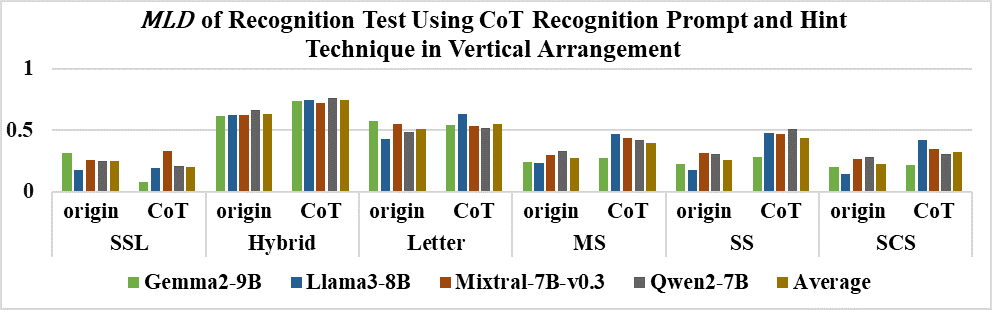 MLD of Recognition Test Using CoT Recognition Prompt and Hint
Technique in Vertical Arrangement
1
0.5
0
origin CoT origin CoT origin CoT origin CoT origin CoT origin CoT
SSL Hybrid Letter MS SS SCS
Gemma2-9B Llama3-8B Mixtral-7B-v0.3 Qwen2-7B Average